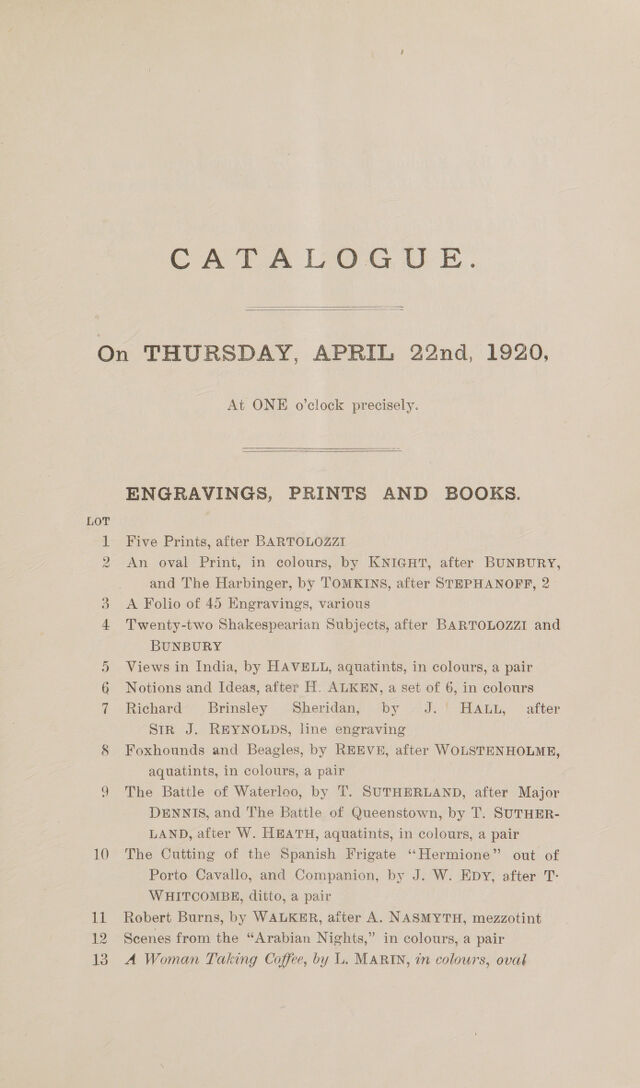 CATALOGUE.
On THURSDAY, APRIL 22nd, 1920,
At ONE o'clock precisely.
ENGRAVINGS, PRINTS AND BOOKS.
LOT
1 Five Prints, after BARTOLOZZI
2 An oval Print, in colours, by KNIGHT, after BUNBURY,
and The Harbinger, by TOMKINS, after STEPHANOFF, 2
3 A Folio of 45 Engravings, various
4 Twenty-two Shakespearian Subjects, after BARTOLOZZI and
BUNBURY
5 Views in India, by HAVELL, aquatints, in colours, a pair
6 Notions and Ideas, after H. ALKEN, a set of 6, in colours
7 Richard Brinsley Sheridan, by J. HALL, after
SIR J. REYNOLDS, line engraving
8 Foxhounds and Beagles, by REEVE, after WOLSTENHOLME,
aquatints, in colours, a pair
9 The Battle of Waterloo, by T. SUTHERLAND, after Major
DENNIS, and The Battle of Queenstown, by T. SUTHER-
LAND, after W. HEATH, aquatints, in colours, a pair
10 The Cutting of the Spanish Frigate “Hermione” out of
Porto Cavallo, and Companion, by J. W. EDY, after T.
WHITCOMBE, ditto, a pair
11 Robert Burns, by WALKER, after A. NASMYTH, mezzotint
12 Scenes from the “Arabian Nights,” in colours, a pair
13 A Woman Taking Coffee, by L. MARIN, in colours, oval